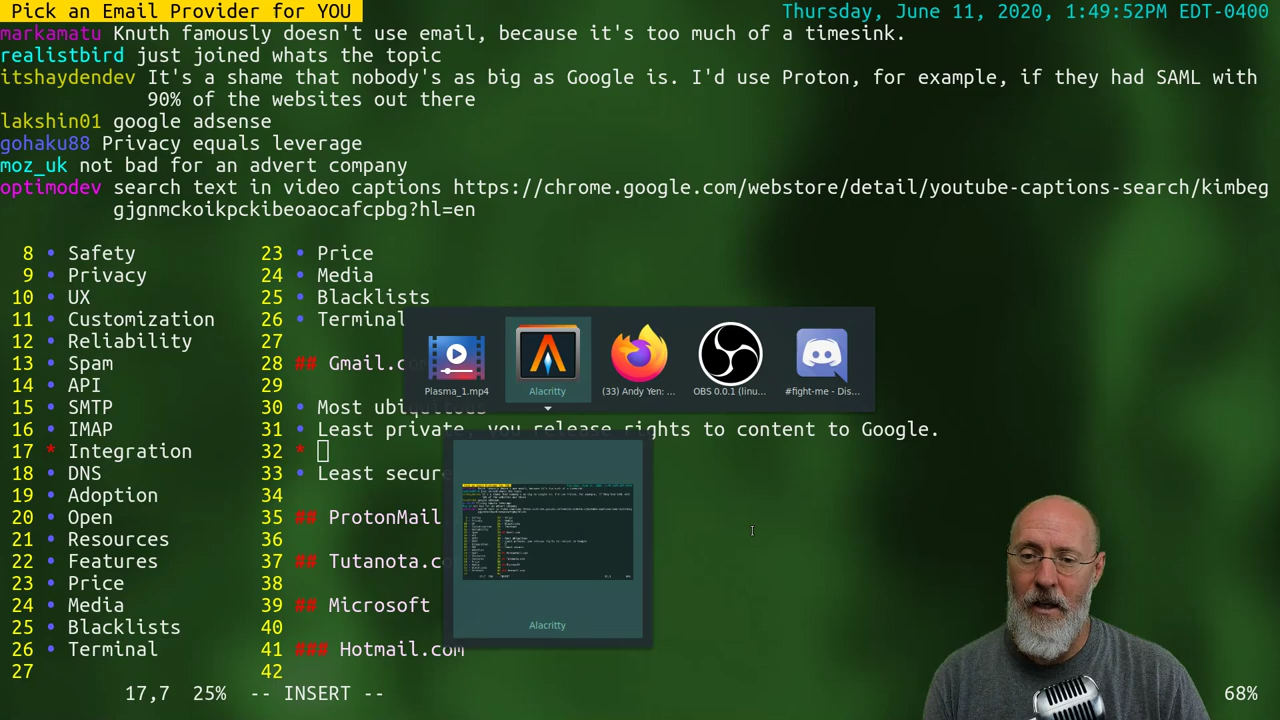 Pick an Email Provider for YOU
Thursday, June 11, 2020, 1:49:52PM EDT-0400
markamatu Knuth famously doesn't use email, because it's too much of a timesink.
realistbird just joined whats the topic
itshaydendev It's a shame that nobody's as big as Google is. I'd use Proton, for example, if they had SAML with
90% of the websites out there
lakshin01 google adsense
gohaku88 Privacy equals leverage
moz_uk not bad for an advert company
optimodev search text in video captions https://chrome.google.com/webstore/detail/youtube-captions-search/kimbeg
gjgnmckoikpckibeoaocafcpbg?hl=en
8 • Safety
9 • Privacy
10 • UX
11 • Customization
12 • Reliability
13 • Spam
14 • API
15 • SMTP
16 • IMAP
17 * Integration
18 • DNS
19 • Adoption
20 • Open
21 • Resources
22 • Features
23 • Price
24 • Media
25 • Blacklists
26 • Terminal
27
23 • Price
24 • Media
25 • Blacklists
26 • Terminal
27
28 ## Gmail.c
29
30 • Most ubiquitous
31 • Least private, you release rights to content to Google.
32 *
33 • Least secure
34
35 ## ProtonMail
36
37 ## Tutanota.c
38
39 ## Microsoft
40
41 ### Hotmail.com
42
Plasma_1.mp4
Alacritty
(33) Andy Yen: ...
OBS 0.0.1 (linu...
#fight-me - Dis...
Alacritty
17,7 25% -- INSERT --
68%